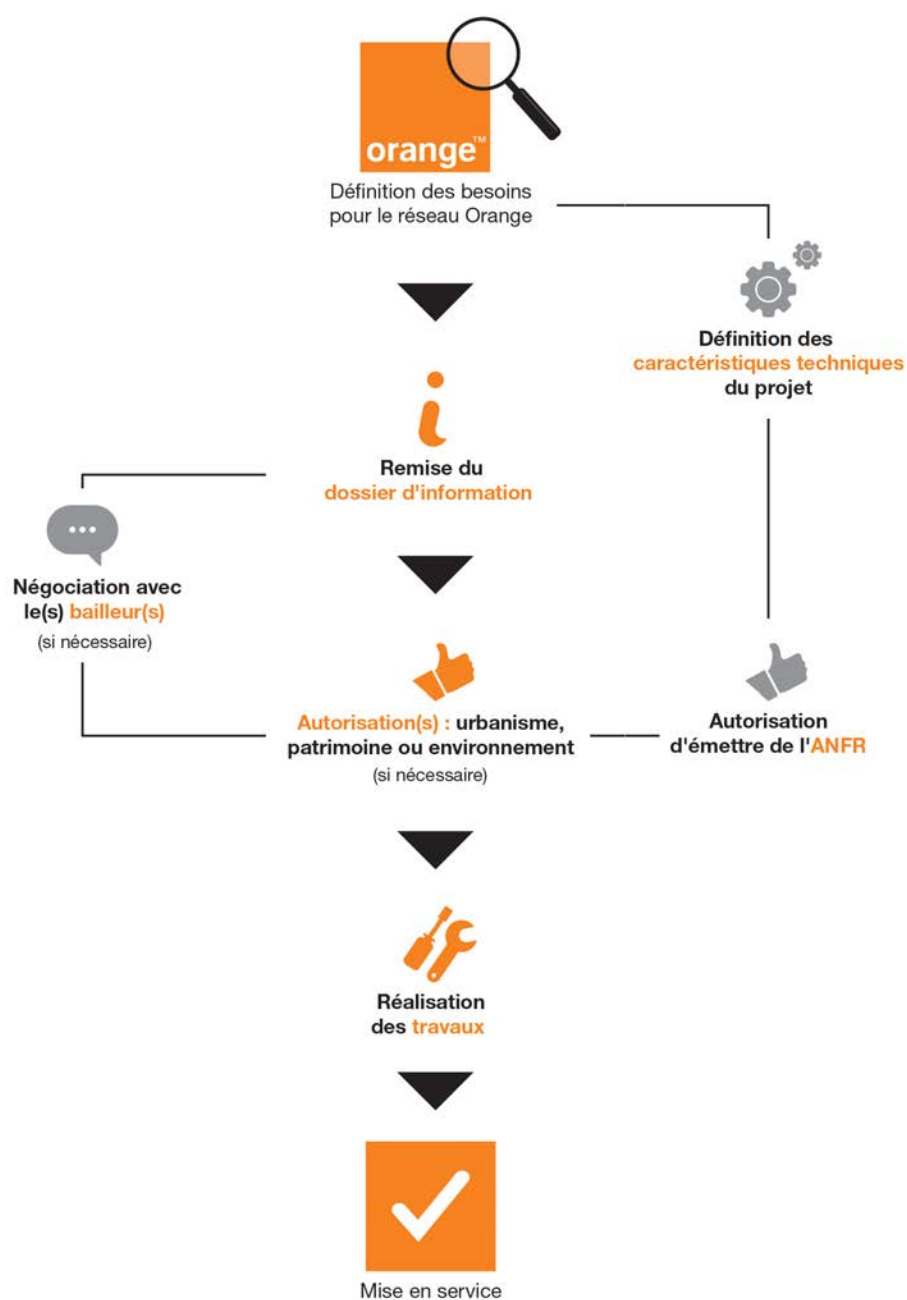 orange™
Définition des besoins
pour le réseau Orange
Définition des
caractéristiques techniques
du projet
Remise du
dossier d'information
Négociation avec
le(s) bailleur(s)
(si nécessaire)
Autorisation(s) : urbanisme,
patrimoine ou environnement
(si nécessaire)
Autorisation
d'émettre de l'ANFR
Réalisation
des travaux
Mise en service